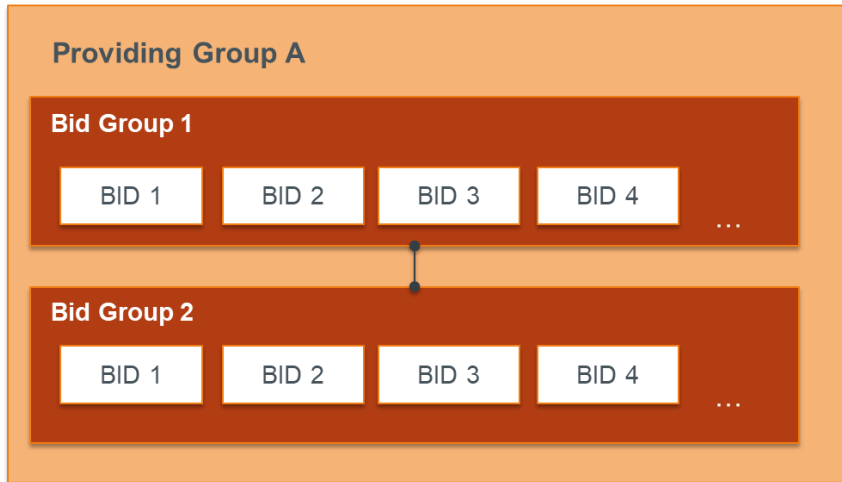 Providing Group A
Bid Group 1
BID 1 BID 2 BID 3 BID 4 ...
Bid Group 2
BID 1 BID 2 BID 3 BID 4 ...